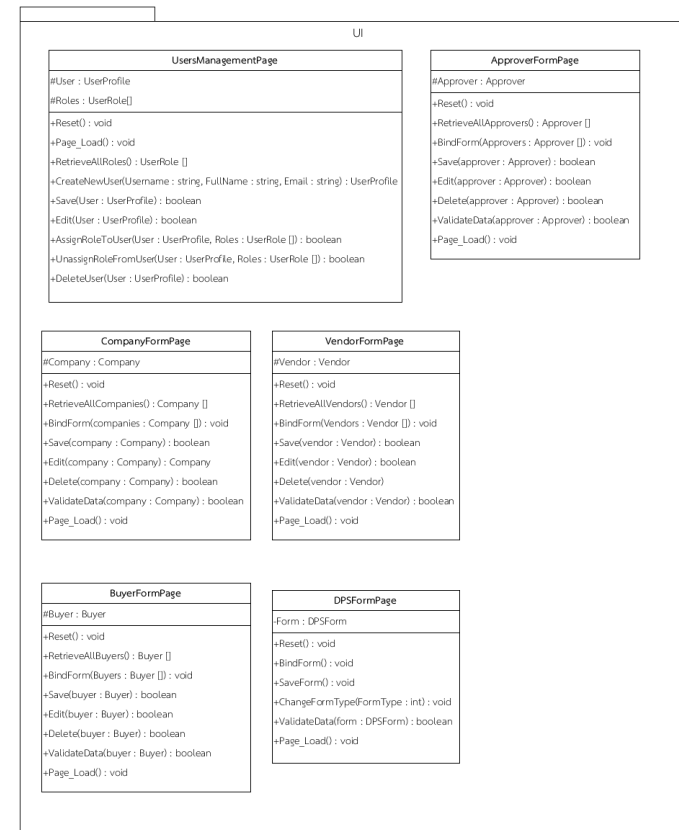 UI
UsersManagementPage
#User : UserProfile
#Roles : UserRole[]
+Reset() : void
+Page_Load() : void
+RetrieveAllRoles() : UserRole []
+CreateNewUser(Username : string, FullName : string, Email : string) : UserProfile
+Save(User : UserProfile) : boolean
+Edit(User : UserProfile) : boolean
+AssignRoleToUser(User : UserProfile, Roles : UserRole []) : boolean
+UnassignRoleFromUser(User : UserProfile, Roles : UserRole []) : boolean
+DeleteUser(User : UserProfile) : boolean
ApproverFormPage
#Approver : Approver
+Reset() : void
+RetrieveAllApprovers() : Approver []
+BindForm(Approvers : Approver []) : void
+Save(approver : Approver) : boolean
+Edit(approver : Approver) : boolean
+Delete(approver : Approver) : boolean
+ValidateData(approver : Approver) : boolean
+Page_Load() : void
CompanyFormPage
#Company : Company
+Reset() : void
+RetrieveAllCompanies() : Company []
+BindForm(companies : Company []) : void
+Save(company : Company) : boolean
+Edit(company : Company) : Company
+Delete(company : Company) : boolean
+ValidateData(company : Company) : boolean
+Page_Load() : void
VendorFormPage
#Vendor : Vendor
+Reset() : void
+RetrieveAllVendors() : Vendor []
+BindForm(Vendors : Vendor []) : void
+Save(vendor : Vendor) : boolean
+Edit(vendor : Vendor) : boolean
+Delete(vendor : Vendor)
+ValidateData(vendor : Vendor) : boolean
+Page_Load() : void
BuyerFormPage
#Buyer : Buyer
+Reset() : void
+RetrieveAllBuyers() : Buyer []
+BindForm(Buyers : Buyer []) : void
+Save(buyer : Buyer) : boolean
+Edit(buyer : Buyer) : boolean
+Delete(buyer : Buyer) : boolean
+ValidateData(buyer : Buyer) : boolean
+Page_Load() : void
DPSFormPage
-Form : DPSForm
+Reset() : void
+BindForm() : void
+SaveForm() : void
+ChangeFormType(FormType : int) : void
+ValidateData(form : DPSForm) : boolean
+Page_Load() : void